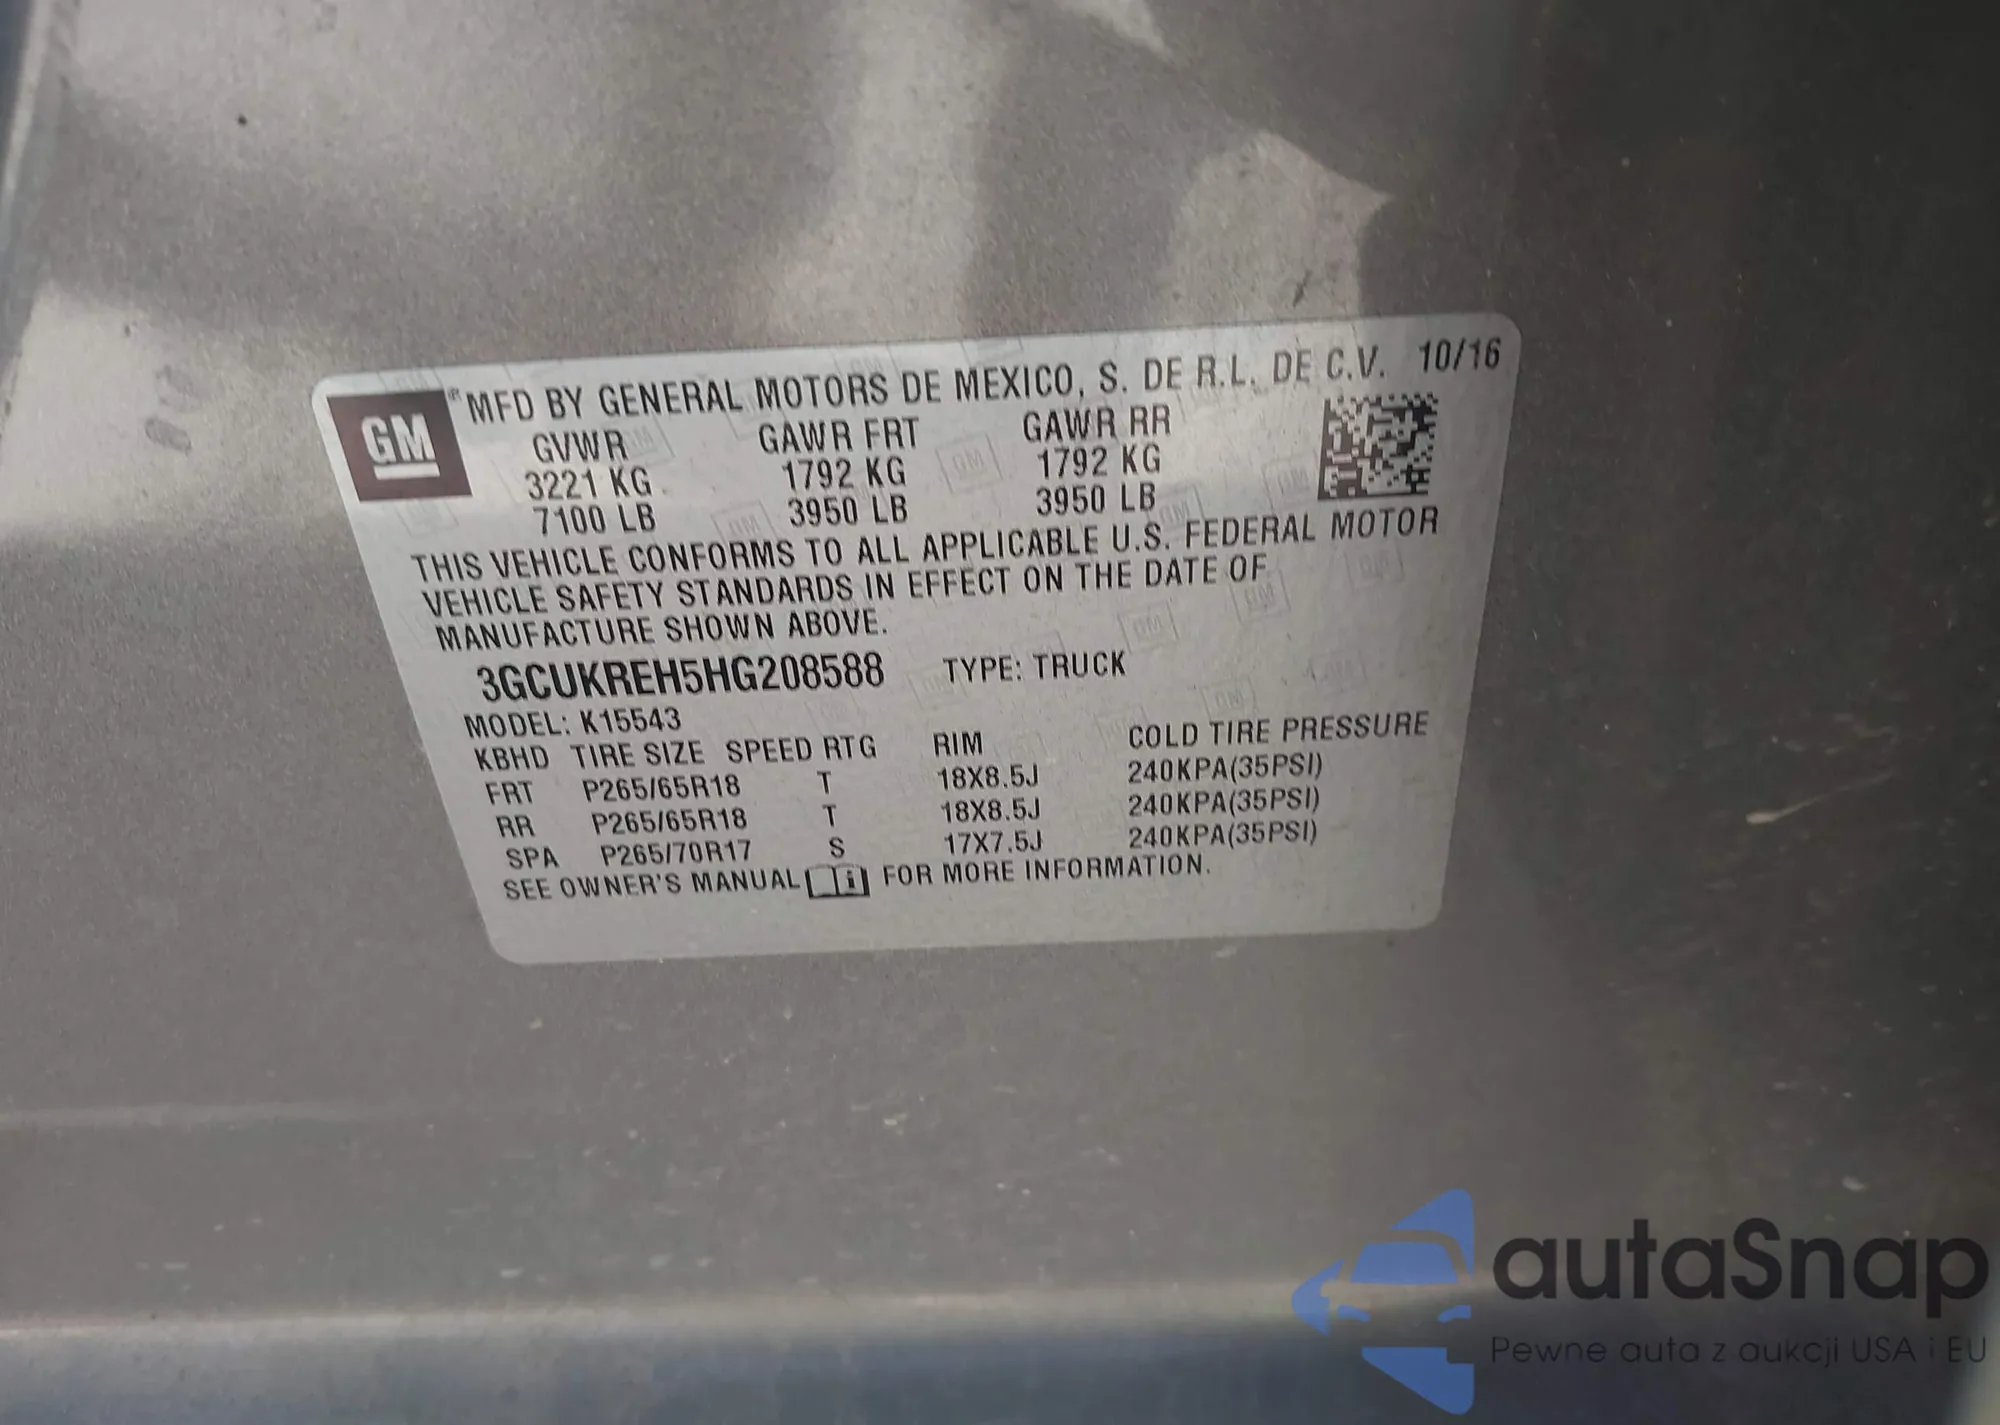 GM ® MFD BY GENERAL MOTORS DE MEXICO, S. DE R.L. DE C.V. 10/16
GVWR GAWR FRT GAWR RR
3221 KG 1792 KG 1792 KG
7100 LB 3950 LB 3950 LB
THIS VEHICLE CONFORMS TO ALL APPLICABLE U.S. FEDERAL MOTOR
VEHICLE SAFETY STANDARDS IN EFFECT ON THE DATE OF
MANUFACTURE SHOWN ABOVE.
3GCUKREH5HG208588 TYPE: TRUCK
MODEL: K15543
KBHD TIRE SIZE SPEED RTG RIM COLD TIRE PRESSURE
FRT P265/65R18 T 18X8.5J 240KPA(35PSI)
RR P265/65R18 T 18X8.5J 240KPA(35PSI)
SPA P265/70R17 S 17X7.5J 240KPA(35PSI)
SEE OWNER'S MANUAL i FOR MORE INFORMATION.
autaSnap
Pewne auta z aukcji USA i EU